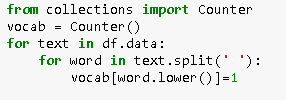 from collections import Counter
vocab = Counter()
for text in df.data:
    for word in text.split(' '):
        vocab[word.lower()]=1